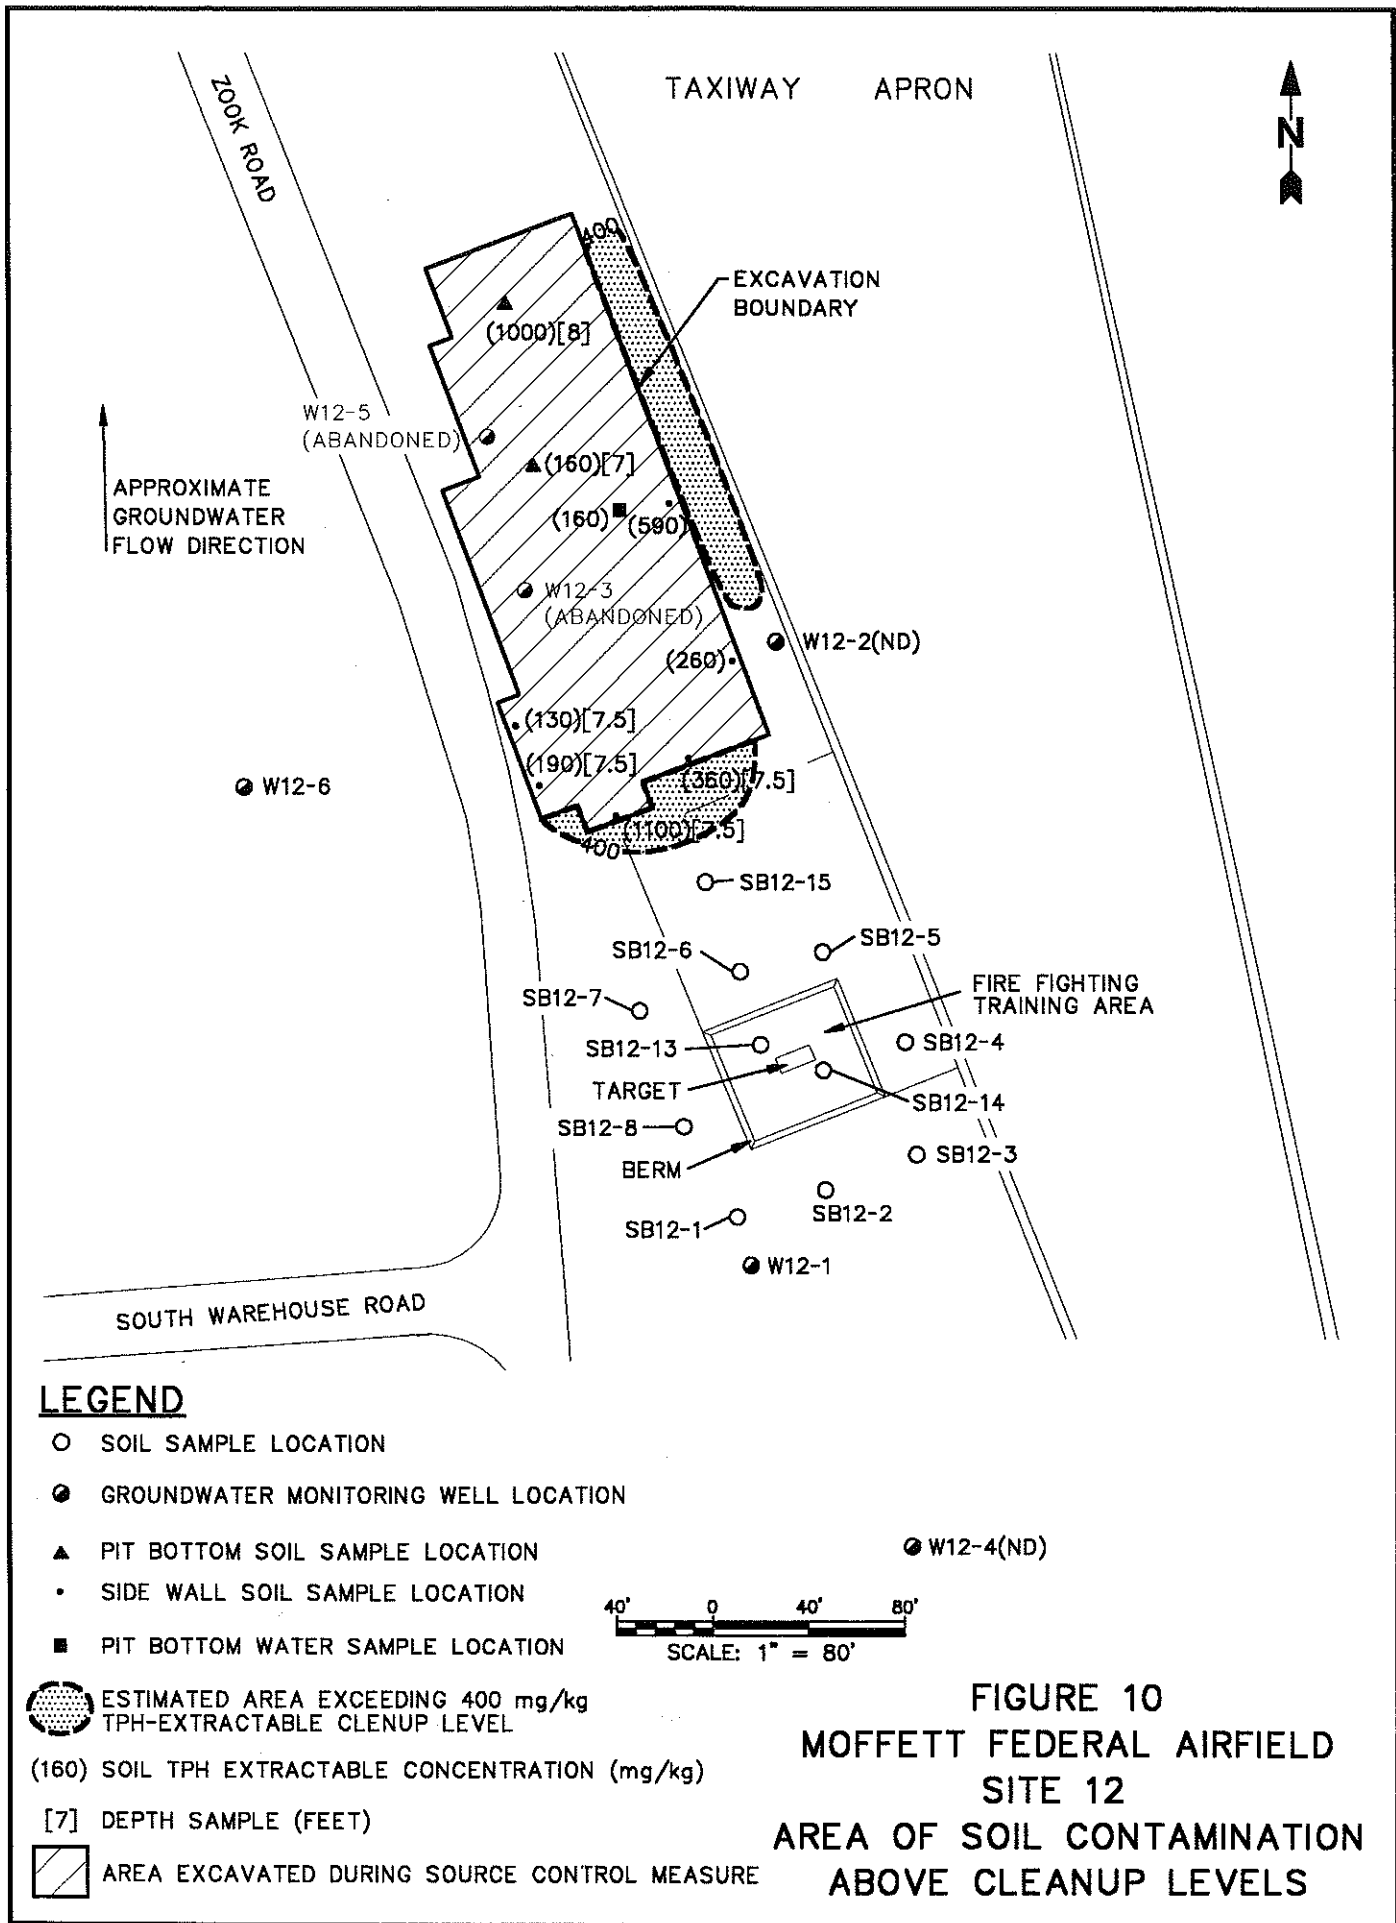 TAXIWAY APRON
ZOOK ROAD
N
400
EXCAVATION
BOUNDARY
(1000)[8]
W12-5
(ABANDONED)
(160)[7]
APPROXIMATE
GROUNDWATER
FLOW DIRECTION
(160)
(590)
W12-3
(ABANDONED)
W12-2(ND)
(260)
(130)[7.5]
(190)[7.5]
(360)[7.5]
W12-6
(1100)[7.5]
400
SB12-15
SB12-5
SB12-6
FIRE FIGHTING
TRAINING AREA
SB12-7
SB12-13
SB12-4
TARGET
SB12-14
SB12-8
SB12-3
BERM
SB12-2
SB12-1
W12-1
SOUTH WAREHOUSE ROAD
LEGEND
SOIL SAMPLE LOCATION
GROUNDWATER MONITORING WELL LOCATION
PIT BOTTOM SOIL SAMPLE LOCATION
SIDE WALL SOIL SAMPLE LOCATION
PIT BOTTOM WATER SAMPLE LOCATION
ESTIMATED AREA EXCEEDING 400 mg/kg
TPH-EXTRACTABLE CLENUP LEVEL
(160) SOIL TPH EXTRACTABLE CONCENTRATION (mg/kg)
[7] DEPTH SAMPLE (FEET)
AREA EXCAVATED DURING SOURCE CONTROL MEASURE
W12-4(ND)
40' 0 40' 80'
SCALE: 1" = 80'
FIGURE 10
MOFFETT FEDERAL AIRFIELD
SITE 12
AREA OF SOIL CONTAMINATION
ABOVE CLEANUP LEVELS